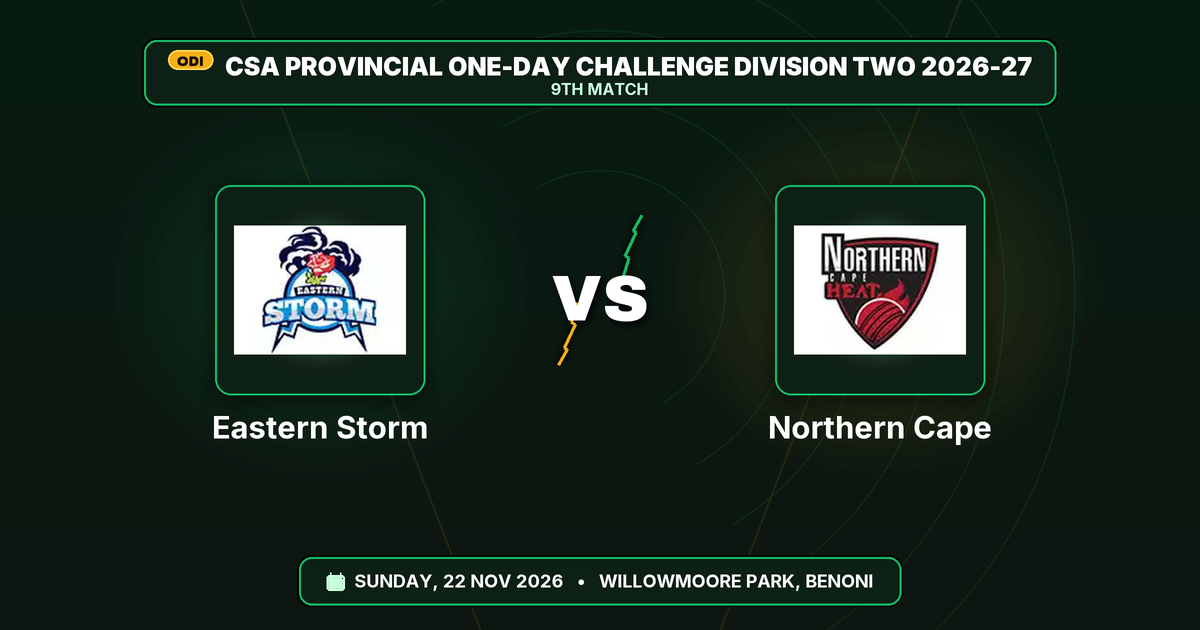 ODI CSA PROVINCIAL ONE-DAY CHALLENGE DIVISION TWO 2026-27
9TH MATCH
EASTERN
STORM
NORTHERN
CAPE
HEAT
VS
Eastern Storm
Northern Cape
SUNDAY, 22 NOV 2026 • WILLOWMOORE PARK, BENONI